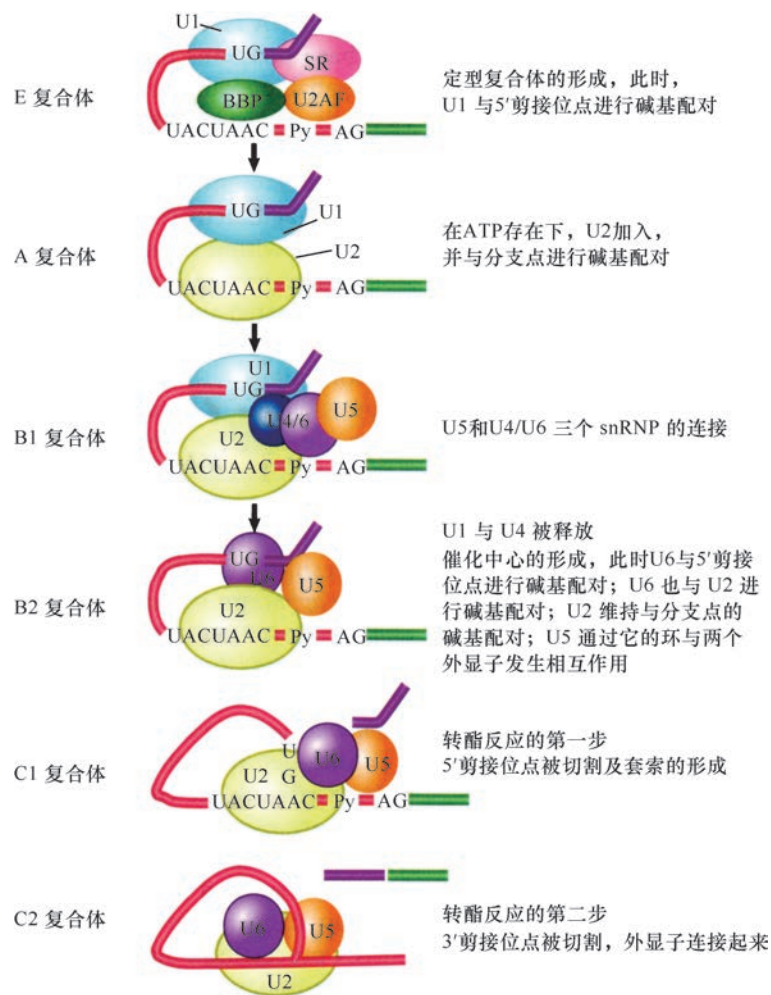 U1
UG
SR
E 复合体
BBP
U2AF
UACUAAC
Py
AG
定型复合体的形成，此时，
U1 与5′剪接位点进行碱基配对
UG
U1
A 复合体
U2
UACUAAC
Py
AG
在ATP存在下，U2加入，
并与分支点进行碱基配对
U1
UG
U4/6
U5
B1 复合体
U2
UACUAAC
Py
AG
U5和U4/U6 三个 snRNP 的连接
UG
U6
U5
B2 复合体
U2
UACUAAC
Py
AG
U1 与 U4 被释放
催化中心的形成，此时U6与5′剪接
位点进行碱基配对；U6 也与 U2 进
行碱基配对；U2 维持与分支点的
碱基配对；U5 通过它的环与两个
外显子发生相互作用
U
G
U6
U5
C1 复合体
U2
UACUAAC
Py
AG
转酯反应的第一步
5′剪接位点被切割及套索的形成
C2 复合体
U6
U5
U2
转酯反应的第二步
3′剪接位点被切割，外显子连接起来